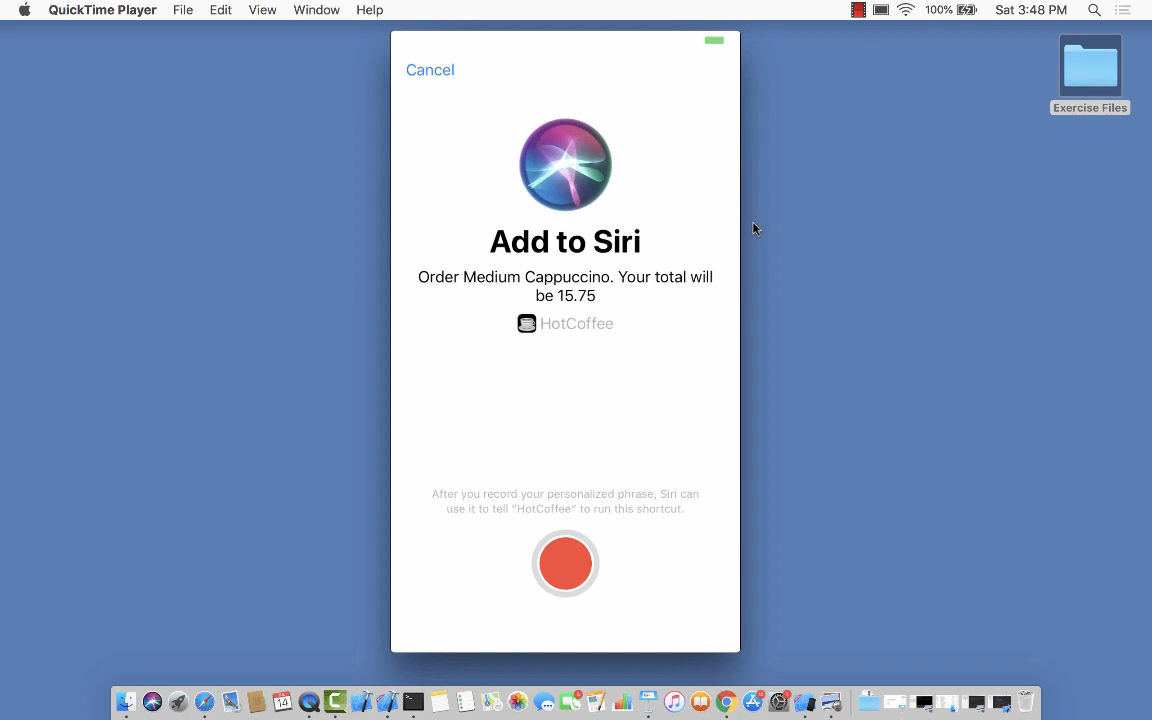 QuickTime Player File Edit View Window Help 100% Sat 3:48 PM
Cancel
Exercise Files
Add to Siri
Order Medium Cappuccino. Your total will
be 15.75
HotCoffee
After you record your personalized phrase, Siri can
use it to tell “HotCoffee” to run this shortcut.
14